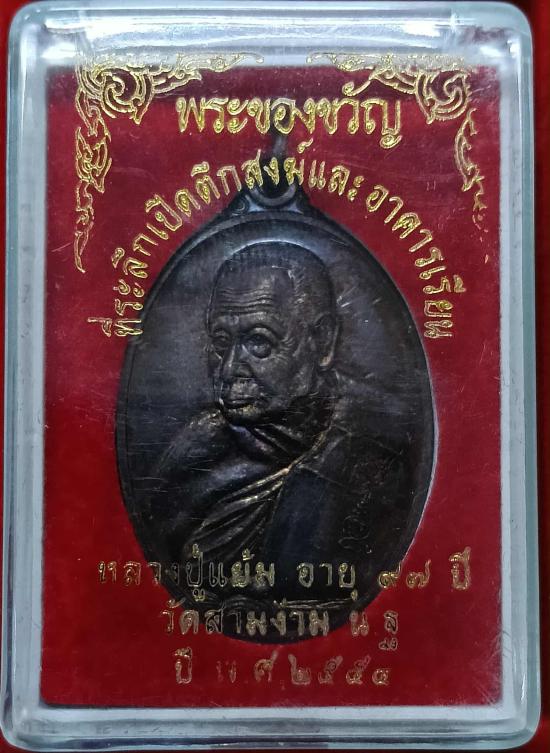 พระของขวัญ
ที่ระลึกเปิดตึกสงฆ์และอาคารเรียน
หลวงปู่แย้ม อายุ ๙๗ ปี
วัดสามง่าม น ฐ
ปี พ ศ ๒๕๕๔